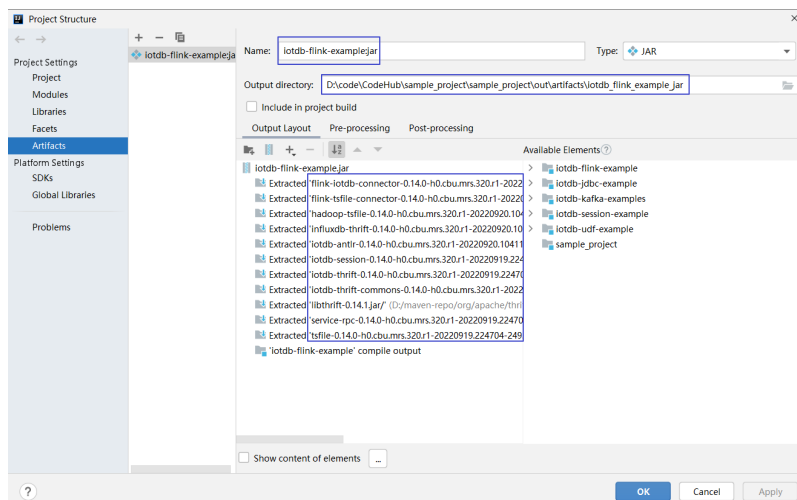 Project Structure
Project Settings
Project
Modules
Libraries
Facets
Artifacts
Platform Settings
SDKs
Global Libraries
Problems
iotdb-flink-example:ja
Name: iotdb-flink-example:jar
Type: JAR
Output directory: D:\code\CodeHub\sample_project\sample_project\out\artifacts\iotdb_flink_example_jar
Include in project build
Output Layout Pre-processing Post-processing
Available Elements
iotdb-flink-example.jar
Extracted 'flink-iotdb-connector-0.14.0-h0.cbu.mrs.320.r1-2022
Extracted 'flink-tsfile-connector-0.14.0-h0.cbu.mrs.320.r1-20220
Extracted 'hadoop-tsfile-0.14.0-h0.cbu.mrs.320.r1-20220920.104
Extracted 'influxdb-thrift-0.14.0-h0.cbu.mrs.320.r1-20220920.10
Extracted 'iotdb-antlr-0.14.0-h0.cbu.mrs.320.r1-20220920.10411
Extracted 'iotdb-session-0.14.0-h0.cbu.mrs.320.r1-20220919.224
Extracted 'iotdb-thrift-0.14.0-h0.cbu.mrs.320.r1-20220919.22470
Extracted 'iotdb-thrift-commons-0.14.0-h0.cbu.mrs.320.r1-2022
Extracted 'libthrift-0.14.1.jar/' (D:/maven-repo/org/apache/thri
Extracted 'service-rpc-0.14.0-h0.cbu.mrs.320.r1-20220919.22470
Extracted 'tsfile-0.14.0-h0.cbu.mrs.320.r1-20220919.224704-249
'iotdb-flink-example' compile output
iotdb-flink-example
iotdb-jdbc-example
iotdb-kafka-examples
iotdb-session-example
iotdb-udf-example
sample_project
Show content of elements ...
OK Cancel Apply